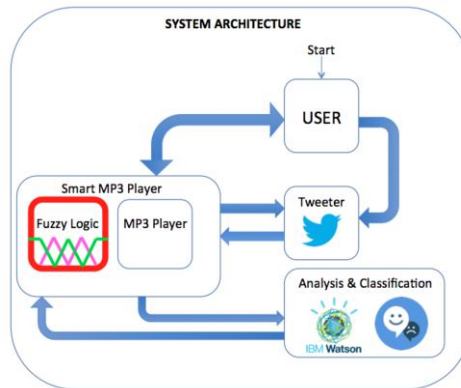 SYSTEM ARCHITECTURE
Start
USER
Smart MP3 Player
Fuzzy Logic
MP3 Player
Tweeter
Analysis & Classification
IBM Watson